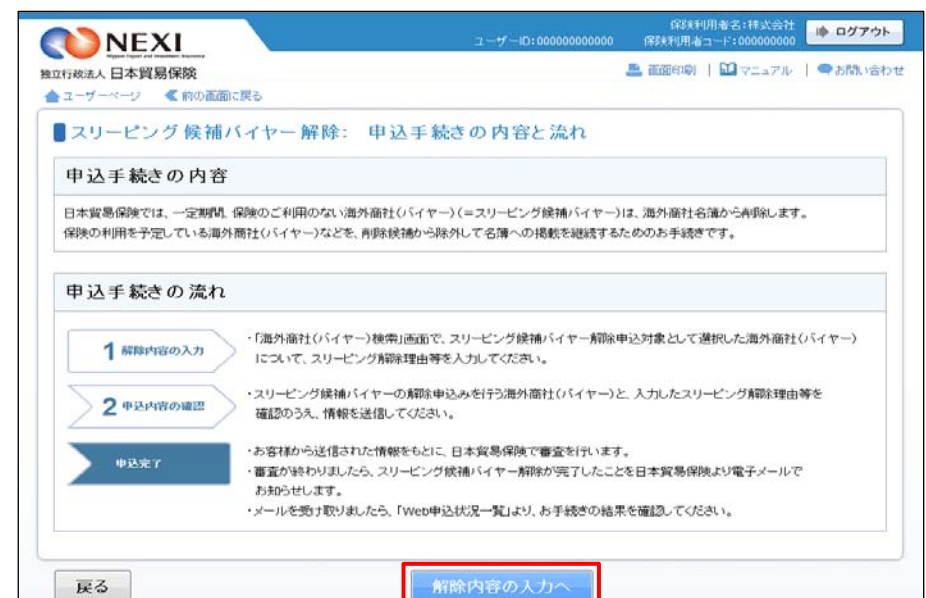 NEXI
Nippon Export and Investment Insurance
独立行政法人 日本貿易保険
ユーザーID:000000000000
保険利用者名:株式会社
保険利用者コード:000000000
ログアウト
画面印刷 | マニュアル | お問い合わせ
ユーザーページ 前の画面に戻る
スリーピング候補バイヤー解除: 申込手続きの内容と流れ
申込手続きの内容
日本貿易保険では、一定期間、保険のご利用のない海外商社(バイヤー)(=スリーピング候補バイヤー)は、海外商社名簿から削除します。
保険の利用を予定している海外商社(バイヤー)などを、削除候補から除外して名簿への掲載を継続するためのお手続きです。
申込手続きの流れ
1 解除内容の入力
・「海外商社(バイヤー)検索」画面で、スリーピング候補バイヤー解除申込対象として選択した海外商社(バイヤー)
について、スリーピング解除理由等を入力してください。
2 申込内容の確認
・スリーピング候補バイヤーの解除申込みを行う海外商社(バイヤー)と、入力したスリーピング解除理由等を
確認のうえ、情報を送信してください。
申込完了
・お客様から送信された情報をもとに、日本貿易保険で審査を行います。
・審査が終わりましたら、スリーピング候補バイヤー解除が完了したことを日本貿易保険より電子メールで
お知らせします。
・メールを受け取りましたら、「Web申込状況一覧」より、お手続きの結果を確認してください。
戻る
解除内容の入力へ